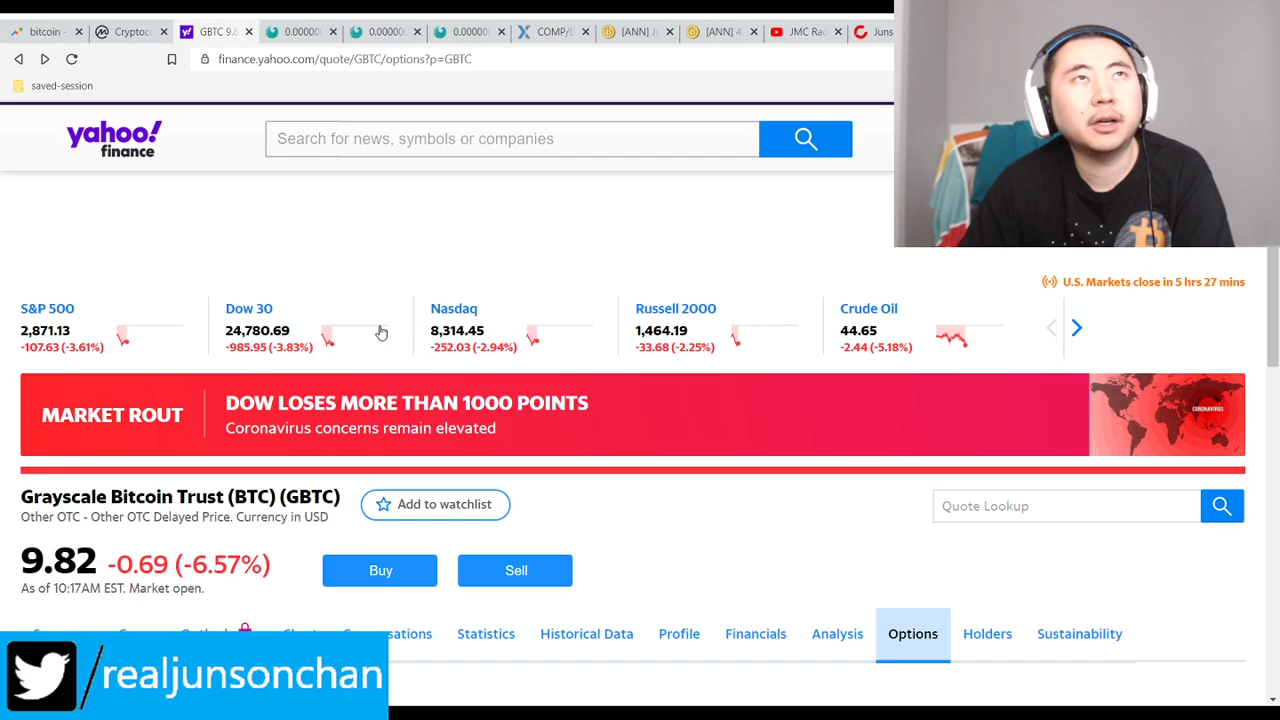 bitcoin
Cryptoc
GBTC 9.8
0.00000
0.0000
0.00000
COMP/
[ANN] J
[ANN] 4
JMC Ra
Juns
finance.yahoo.com/quote/GBTC/options?p=GBTC
saved-session
yahoo!
finance
Search for news, symbols or companies
U.S. Markets close in 5 hrs 27 mins
S&P 500
2,871.13
-107.63 (-3.61%)
Dow 30
24,780.69
-985.95 (-3.83%)
Nasdaq
8,314.45
-252.03 (-2.94%)
Russell 2000
1,464.19
-33.68 (-2.25%)
Crude Oil
44.65
-2.44 (-5.18%)
MARKET ROUT
DOW LOSES MORE THAN 1000 POINTS
Coronavirus concerns remain elevated
CORONAVIRUS
Grayscale Bitcoin Trust (BTC) (GBTC)
Add to watchlist
Quote Lookup
Other OTC - Other OTC Delayed Price. Currency in USD
9.82 -0.69 (-6.57%)
Buy
Sell
As of 10:17AM EST. Market open.
Statistics
Historical Data
Profile
Financials
Analysis
Options
Holders
Sustainability
/realjunsonchan